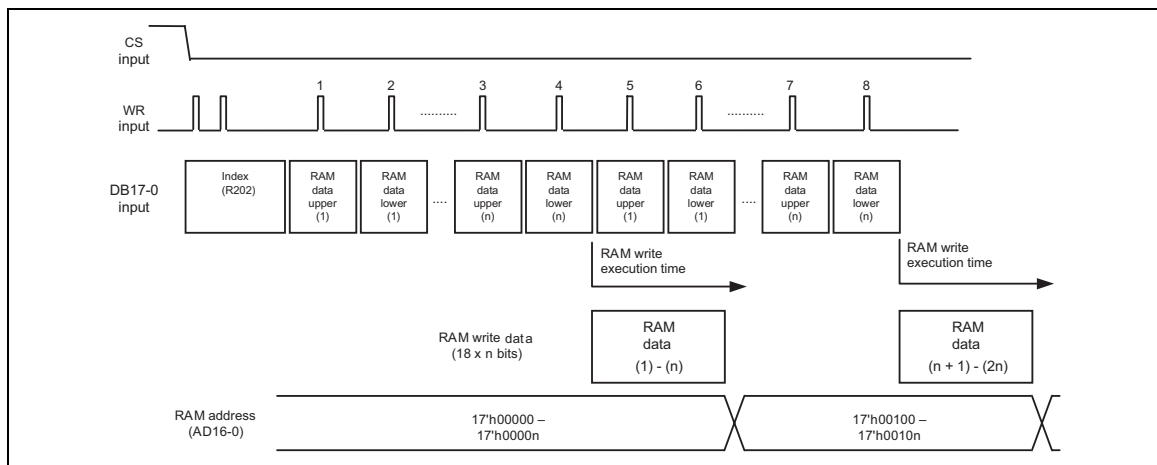 CS
input
1 2 3 4 5 6 7 8
WR
input
.......... ..........
DB17-0
input
Index
(R202)
RAM
data
upper
(1)
RAM
data
lower
(1)
....
RAM
data
upper
(n)
RAM
data
lower
(n)
RAM
data
upper
(1)
RAM
data
lower
(1)
....
RAM
data
upper
(n)
RAM
data
lower
(n)
RAM write
execution time
RAM write
execution time
RAM write data
(18 x n bits)
RAM
data
(1) - (n)
RAM
data
(n + 1) - (2n)
RAM address
(AD16-0)
17'h00000 –
17'h0000n
17'h00100 –
17'h0010n